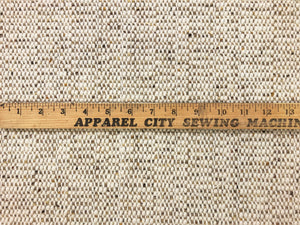 1 2 3 4 5 6 7 8 9 10 11 12 13
APPAREL CITY SEWING MACHIN